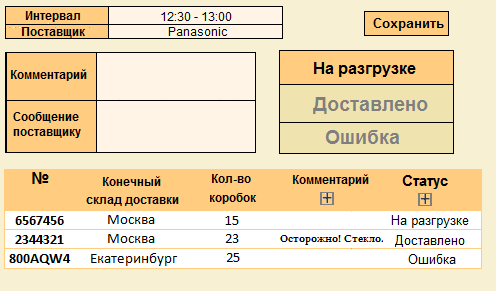 Интервал 12:30 - 13:00 Сохранить
Поставщик Panasonic
Комментарий
Сообщение
поставщику
На разгрузке
Доставлено
Ошибка
№ Конечный склад доставки Кол-во коробок Комментарий Статус
6567456 Москва 15 На разгрузке
2344321 Москва 23 Осторожно! Стекло. Доставлено
800AQW4 Екатеринбург 25 Ошибка